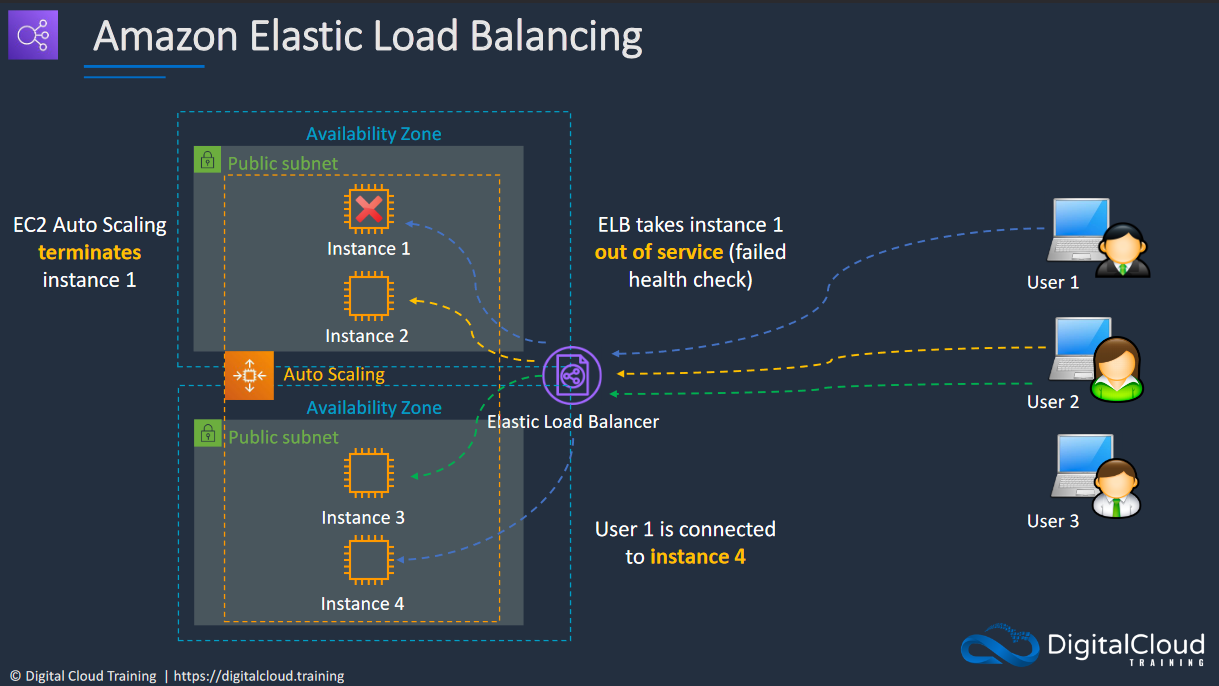 Amazon Elastic Load Balancing
Availability Zone
Public subnet
Instance 1
Instance 2
EC2 Auto Scaling
terminates
instance 1
ELB takes instance 1
out of service (failed
health check)
User 1
Auto Scaling
Elastic Load Balancer
User 2
Availability Zone
Public subnet
Instance 3
Instance 4
User 1 is connected
to instance 4
User 3
DigitalCloud
TRAINING
© Digital Cloud Training | https://digitalcloud.training